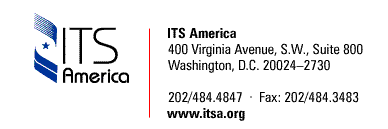 ITS
America
ITS America
400 Virginia Avenue, S.W., Suite 800
Washington, D.C. 20024–2730
202/484.4847 · Fax: 202/484.3483
www.itsa.org